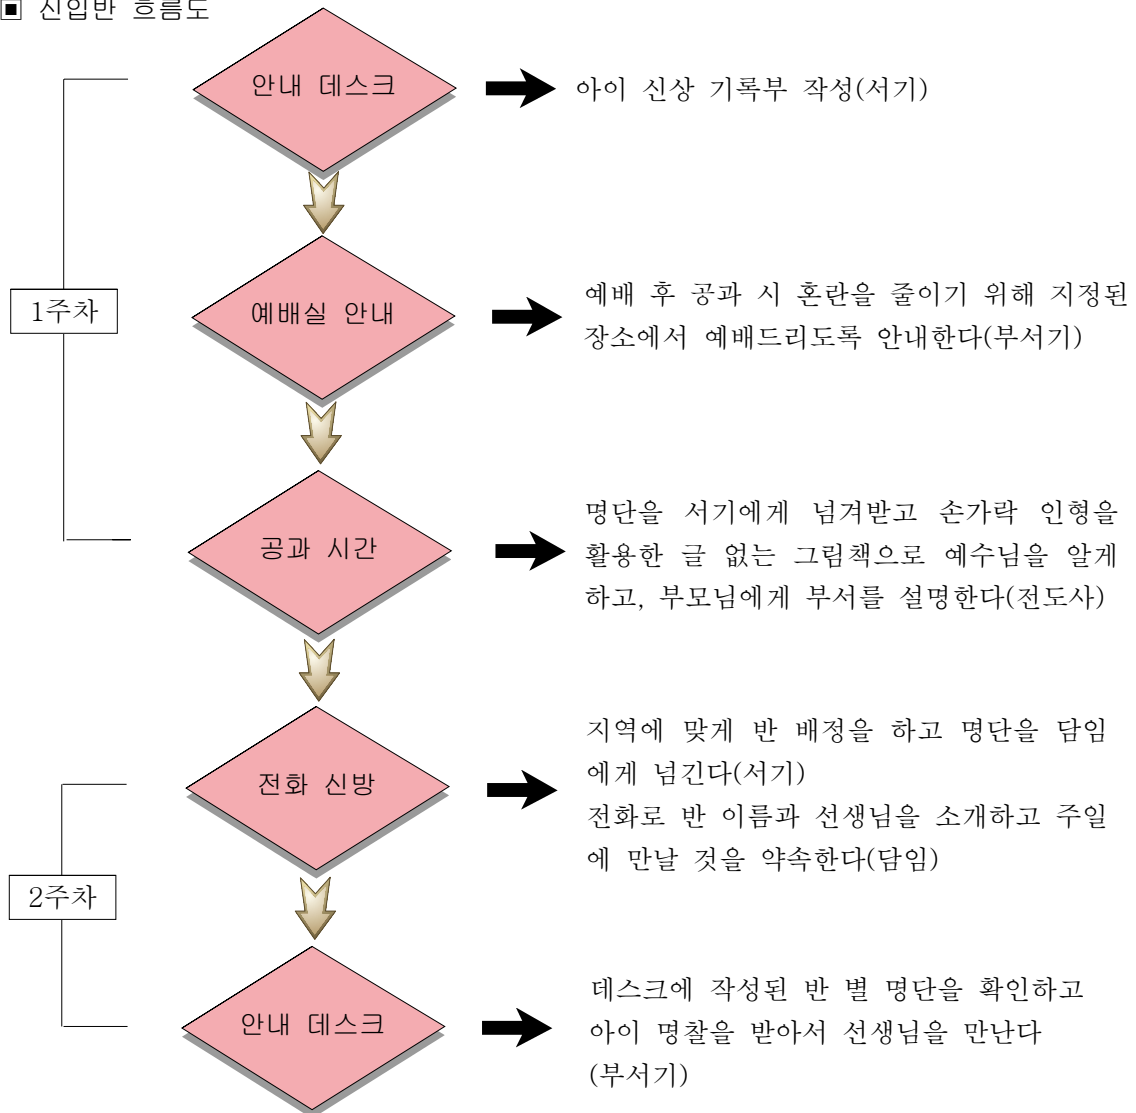 ▣ 신입반 흐름도
안내 데스크
아이 신상 기록부 작성(서기)
1주차
예배실 안내
예배 후 공과 시 혼란을 줄이기 위해 지정된
장소에서 예배드리도록 안내한다(부서기)
공과 시간
명단을 서기에게 넘겨받고 손가락 인형을
활용한 글 없는 그림책으로 예수님을 알게
하고, 부모님에게 부서를 설명한다(전도사)
전화 신방
지역에 맞게 반 배정을 하고 명단을 담임
에게 넘긴다(서기)
전화로 반 이름과 선생님을 소개하고 주일
에 만날 것을 약속한다(담임)
2주차
안내 데스크
데스크에 작성된 반 별 명단을 확인하고
아이 명찰을 받아서 선생님을 만난다
(부서기)